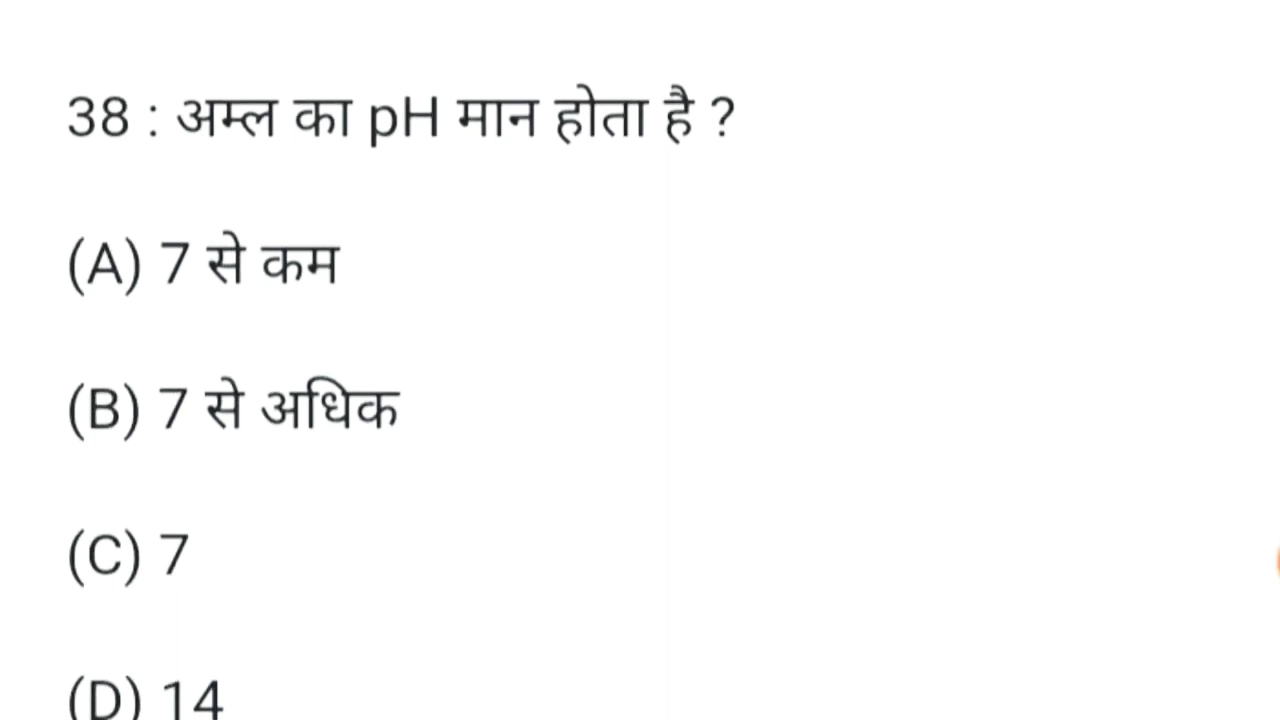 38 : अम्ल का pH मान होता है ?
(A) 7 से कम
(B) 7 से अधिक
(C) 7
(D) 14